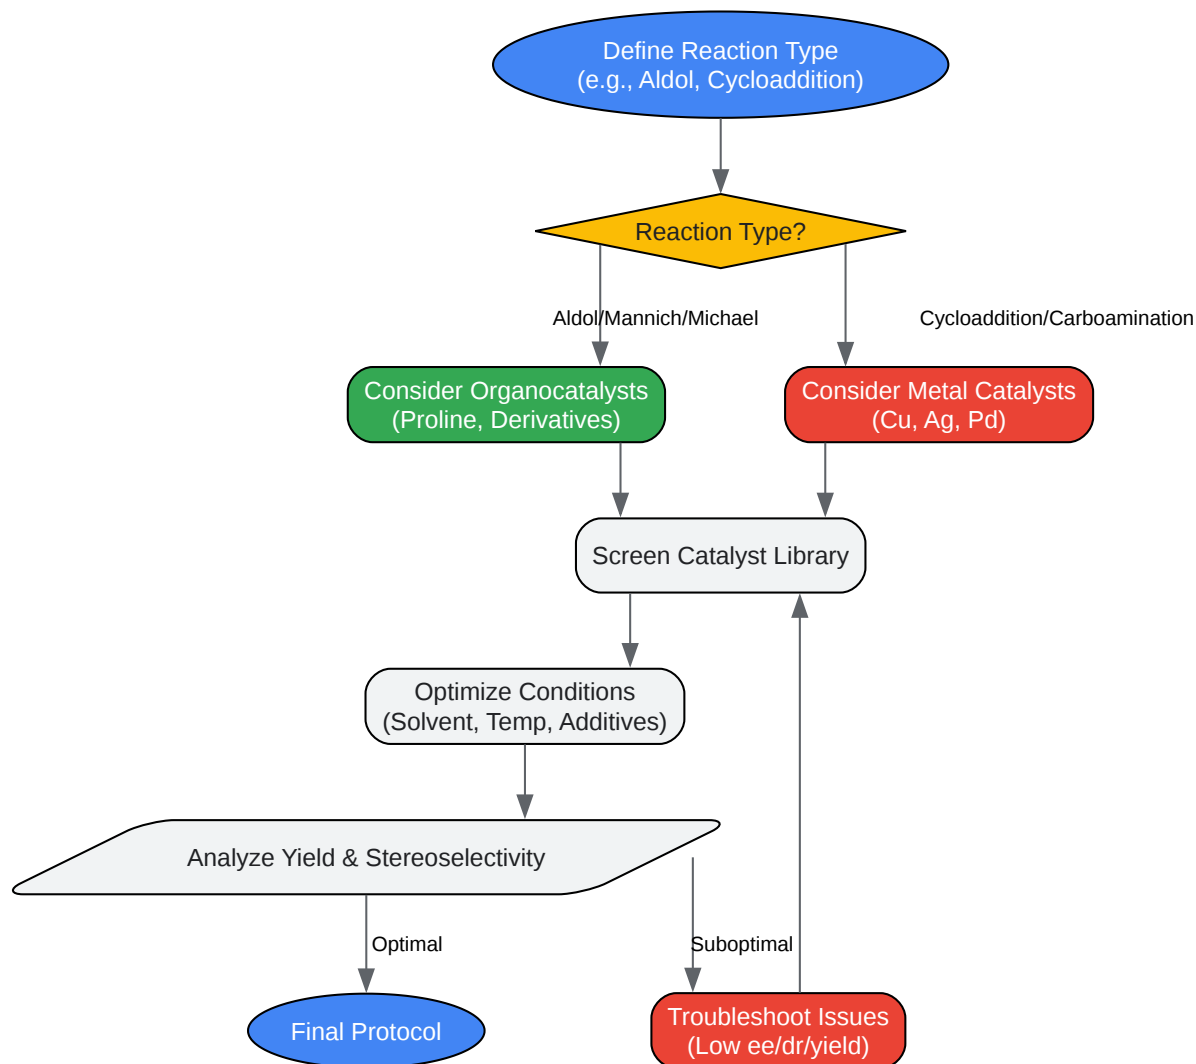 Define Reaction Type
(e.g., Aldol, Cycloaddition)
Reaction Type?
Aldol/Mannich/Michael
Cycloaddition/Carboamination
Consider Organocatalysts
(Proline, Derivatives)
Consider Metal Catalysts
(Cu, Ag, Pd)
Screen Catalyst Library
Optimize Conditions
(Solvent, Temp, Additives)
Analyze Yield & Stereoselectivity
Optimal
Suboptimal
Final Protocol
Troubleshoot Issues
(Low ee/dr/yield)